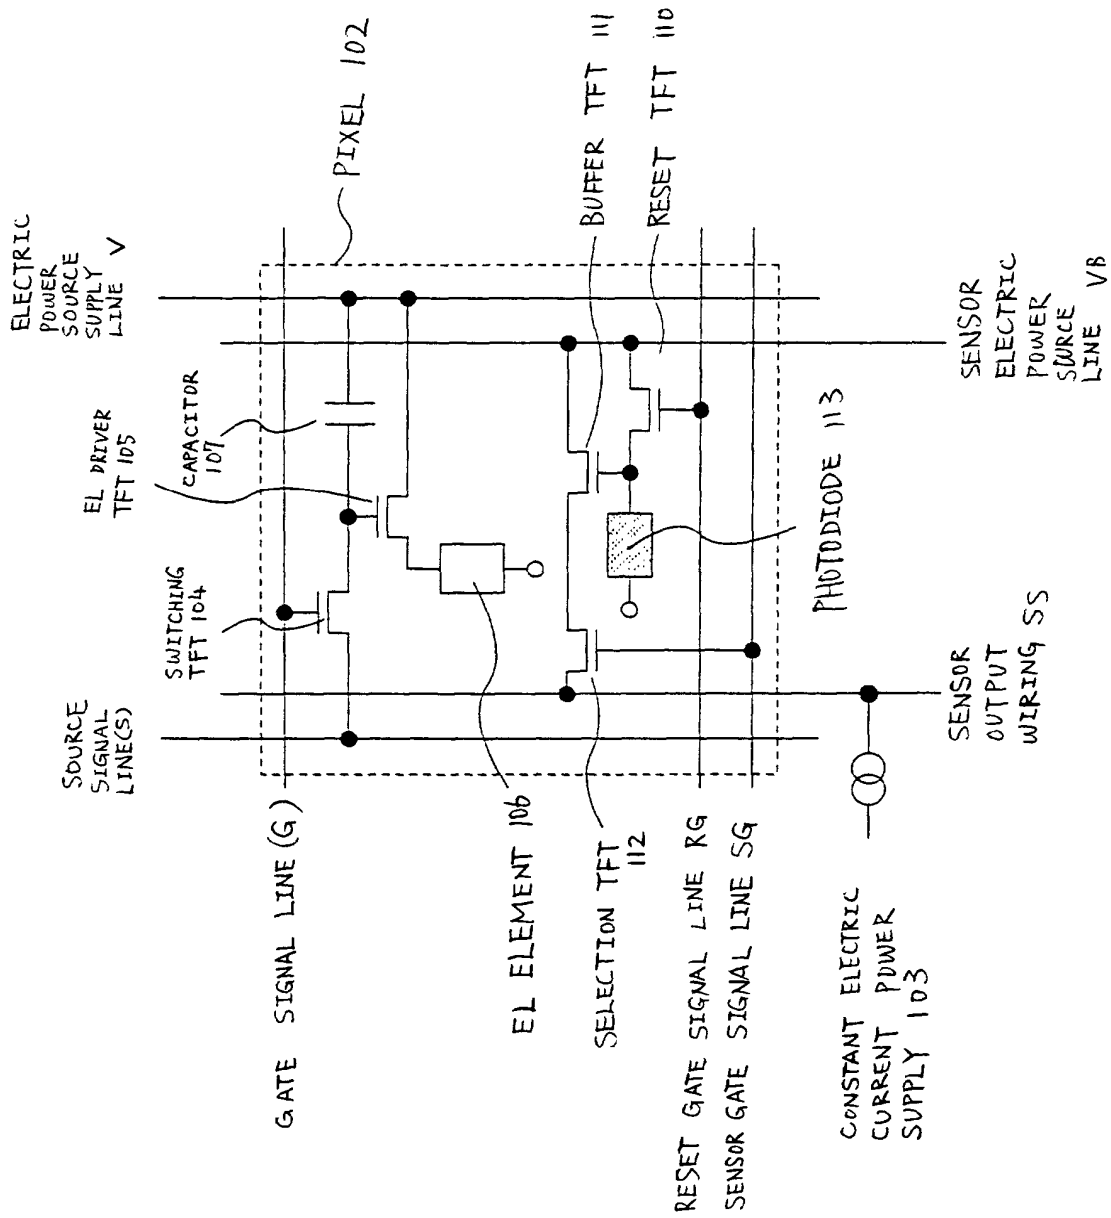 ELECTRIC
POWER
SOURCE
SUPPLY
LINE V
PIXEL 102
EL DRIVER
TFT 105
CAPACITOR
107
BUFFER TFT 111
RESET TFT 110
SWITCHING
TFT 104
SENSOR
ELECTRIC
POWER
SOURCE
LINE VB
PHOTODIODE 113
SOURCE
SIGNAL
LINE(S)
SENSOR
OUTPUT
WIRING SS
GATE SIGNAL LINE (G)
EL ELEMENT 106
SELECTION TFT
112
RESET GATE SIGNAL LINE RG
SENSOR GATE SIGNAL LINE SG
CONSTANT ELECTRIC
CURRENT POWER
SUPPLY 103